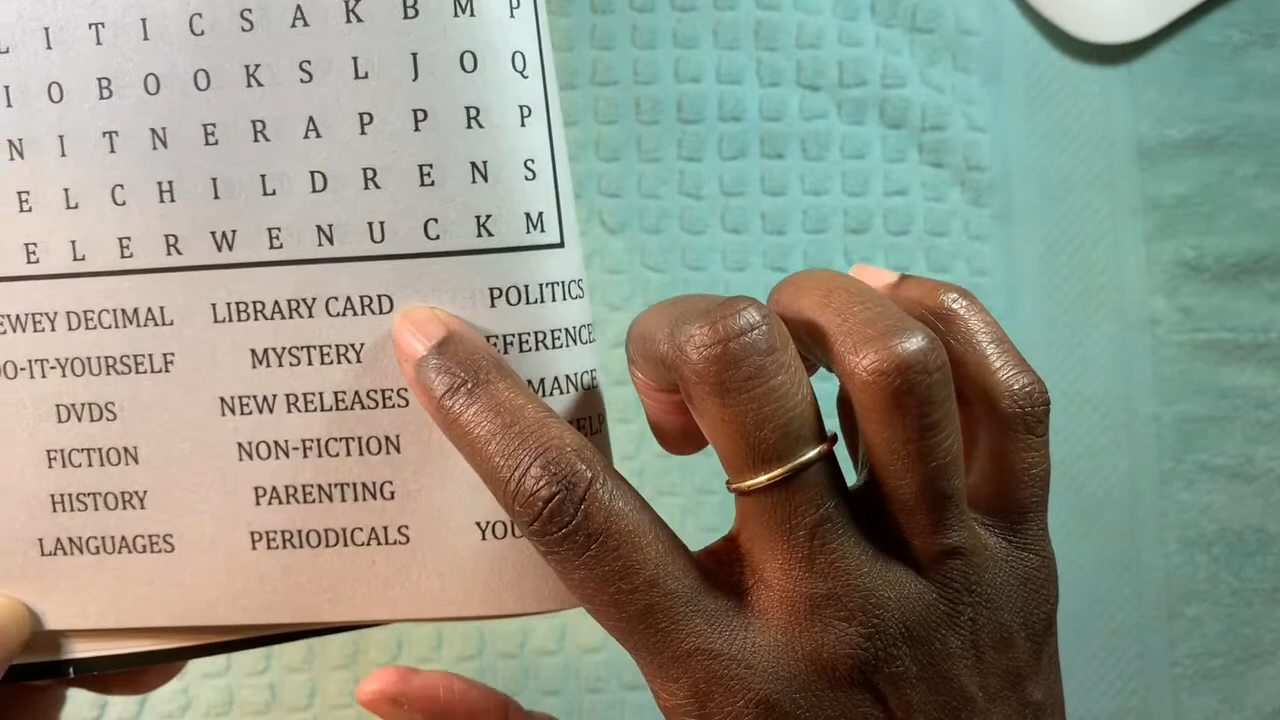 L I T I C S A K B M P
I O B O O K S L J O Q
N I T N E R A P P R P
E L C H I L D R E N S
E L E R W E N U C K M
EWEY DECIMAL LIBRARY CARD POLITICS
O-IT-YOURSELF MYSTERY EFERENCE
DVDS NEW RELEASES MANCE
FICTION NON-FICTION ELP
HISTORY PARENTING
LANGUAGES PERIODICALS YOU